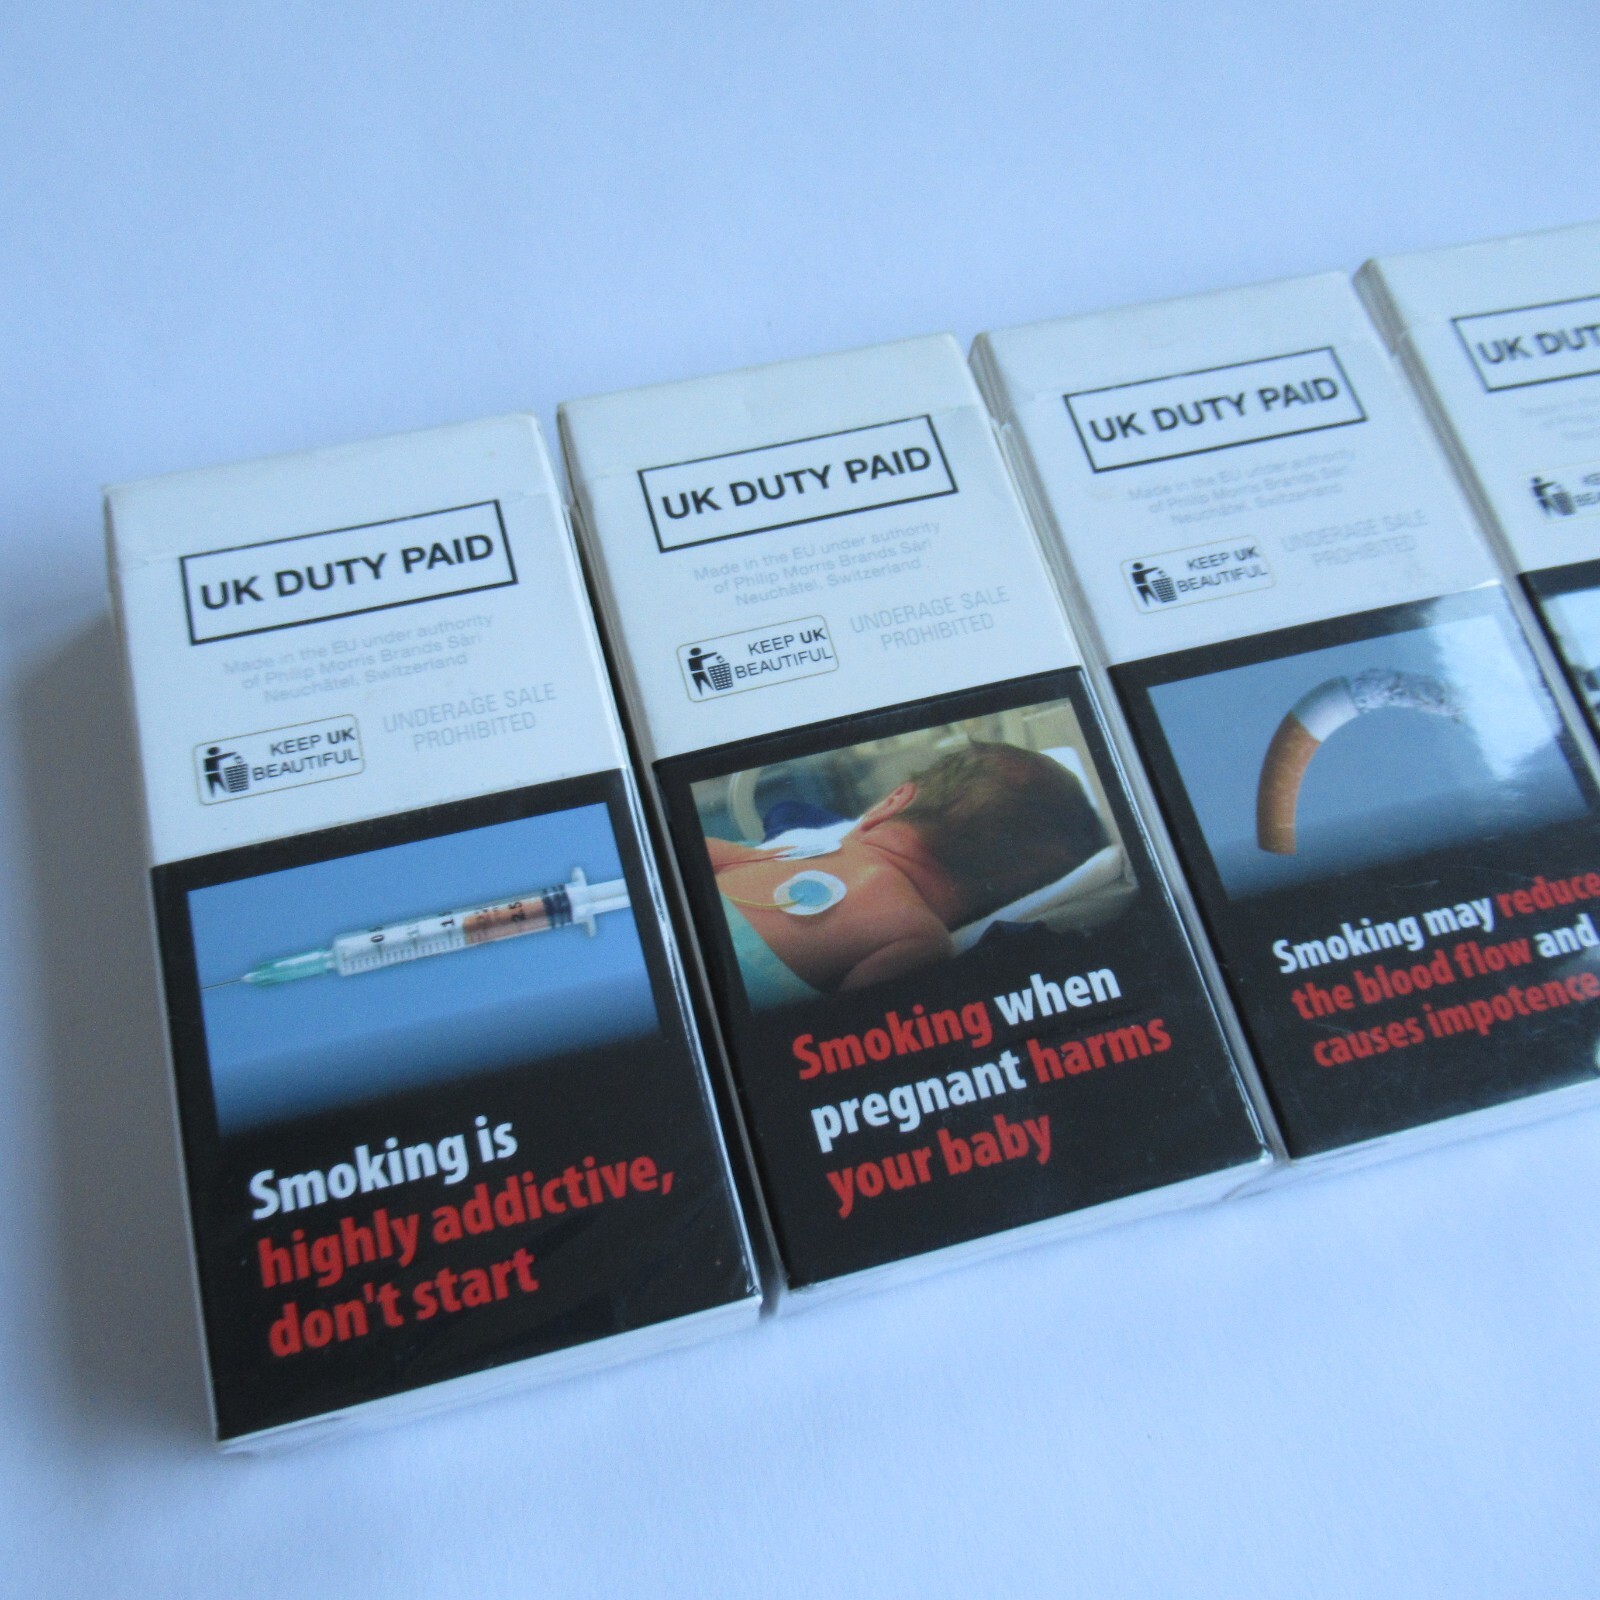 UK DUTY PAID
Made in the EU under authority
of Philip Morris Brands Sàrl
Neuchâtel, Switzerland
KEEP UK
BEAUTIFUL
UNDERAGE SALE
PROHIBITED
Smoking is
highly addictive,
don't start
UK DUTY PAID
Made in the EU under authority
of Philip Morris Brands Sàrl
Neuchâtel, Switzerland
KEEP UK
BEAUTIFUL
UNDERAGE SALE
PROHIBITED
Smoking when
pregnant harms
your baby
UK DUTY PAID
Made in the EU under authority
of Philip Morris Brands Sàrl
Neuchâtel, Switzerland
KEEP UK
BEAUTIFUL
UNDERAGE SALE
PROHIBITED
Smoking may reduce
the blood flow and
causes impotence
UK DUT